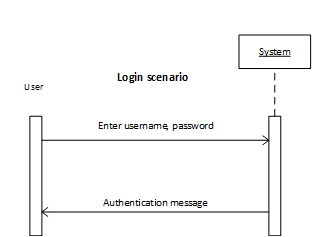 System
Login scenario
User
Enter username, password
Authentication message